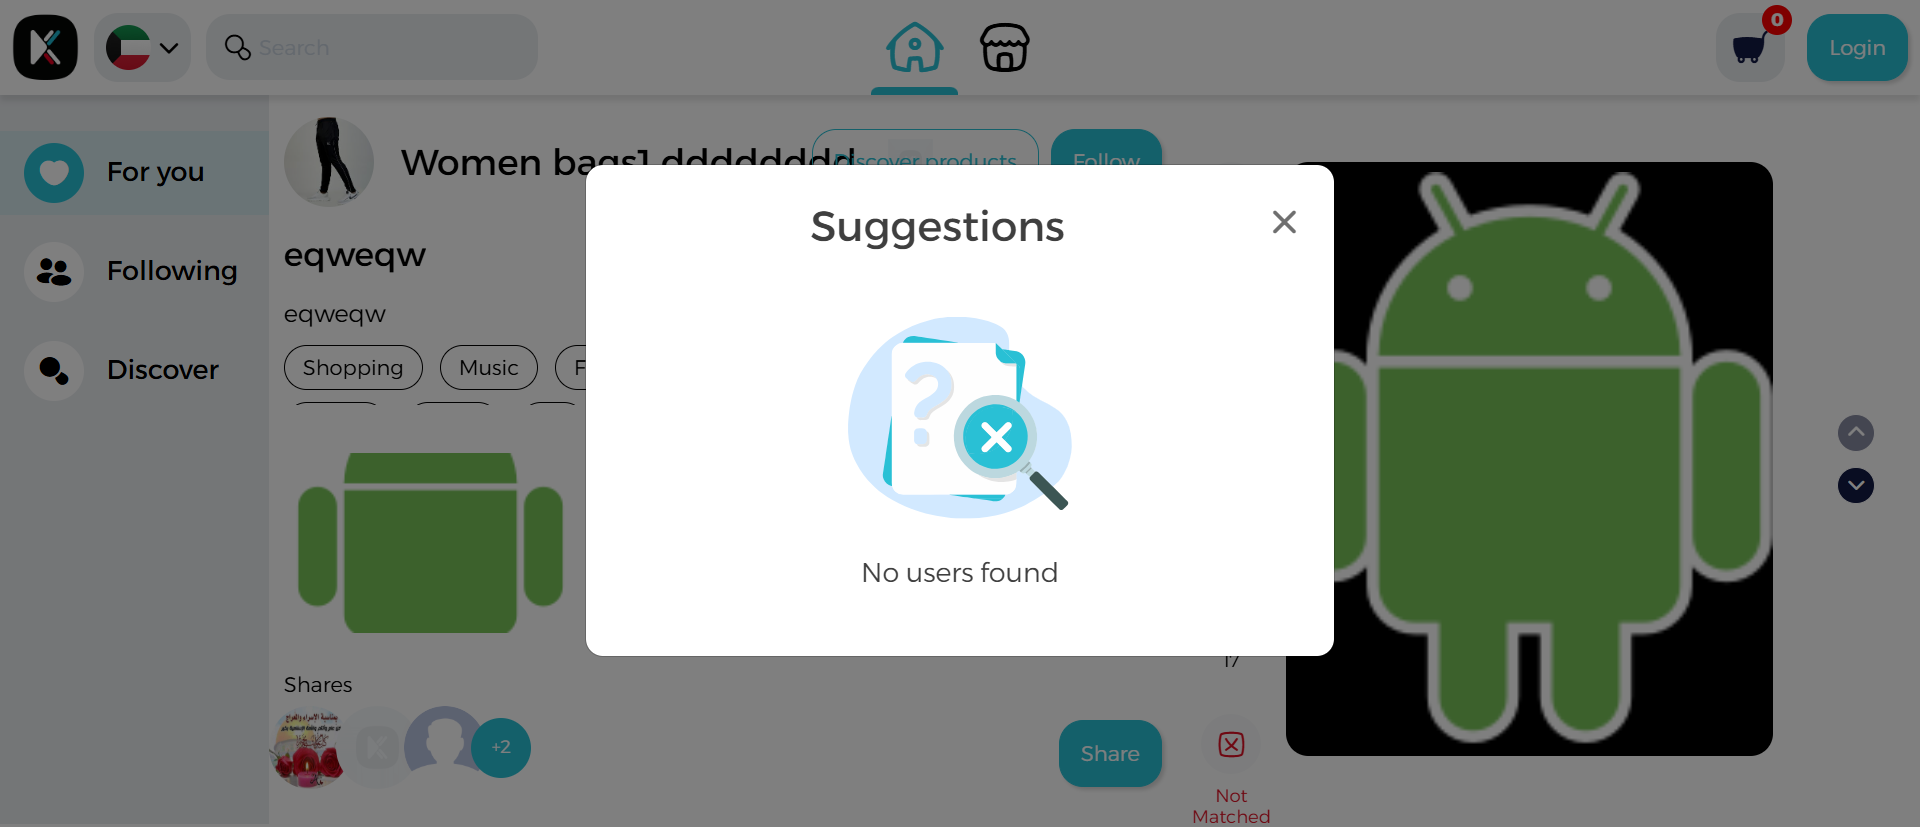 Search
0
Login
For you
Following
Discover
Women bags1 dddddddd
Discover products
Follow
eqweqw
eqweqw
Shopping
Music
F
Suggestions
No users found
17
Shares
+2
Share
Not
Matched